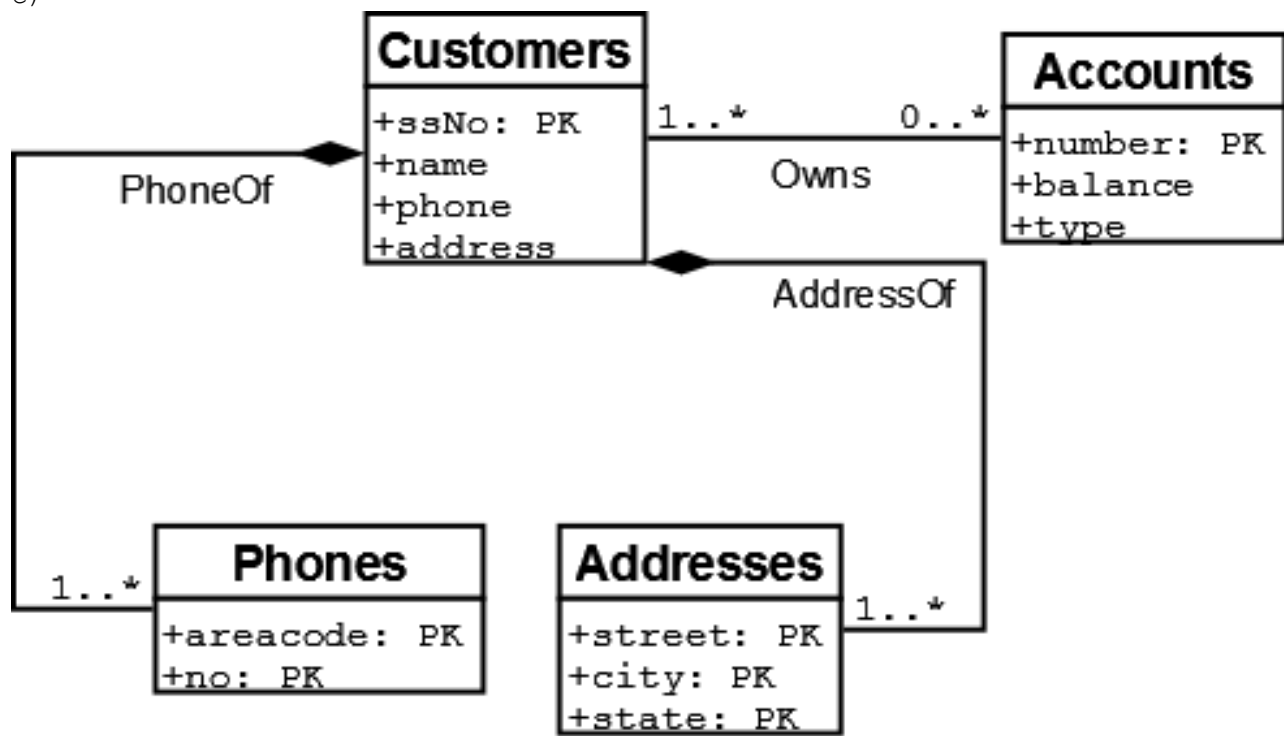 Customers
+ssNo: PK
+name
+phone
+address
Accounts
+number: PK
+balance
+type
1..*
0..*
Owns
PhoneOf
AddressOf
Phones
+areacode: PK
+no: PK
1..*
Addresses
+street: PK
+city: PK
+state: PK
1..*